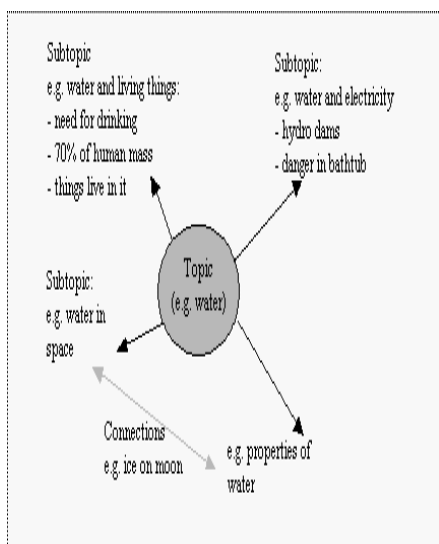 Subtopic
e.g. water and living things:
- need for drinking
- 70% of human mass
- things live in it
Subtopic:
e.g. water and electricity
- hydro dams
- danger in bathtub
Topic
(e.g. water)
Subtopic:
e.g. water in
space
Connections
e.g. ice on moon
e.g. properties of
water